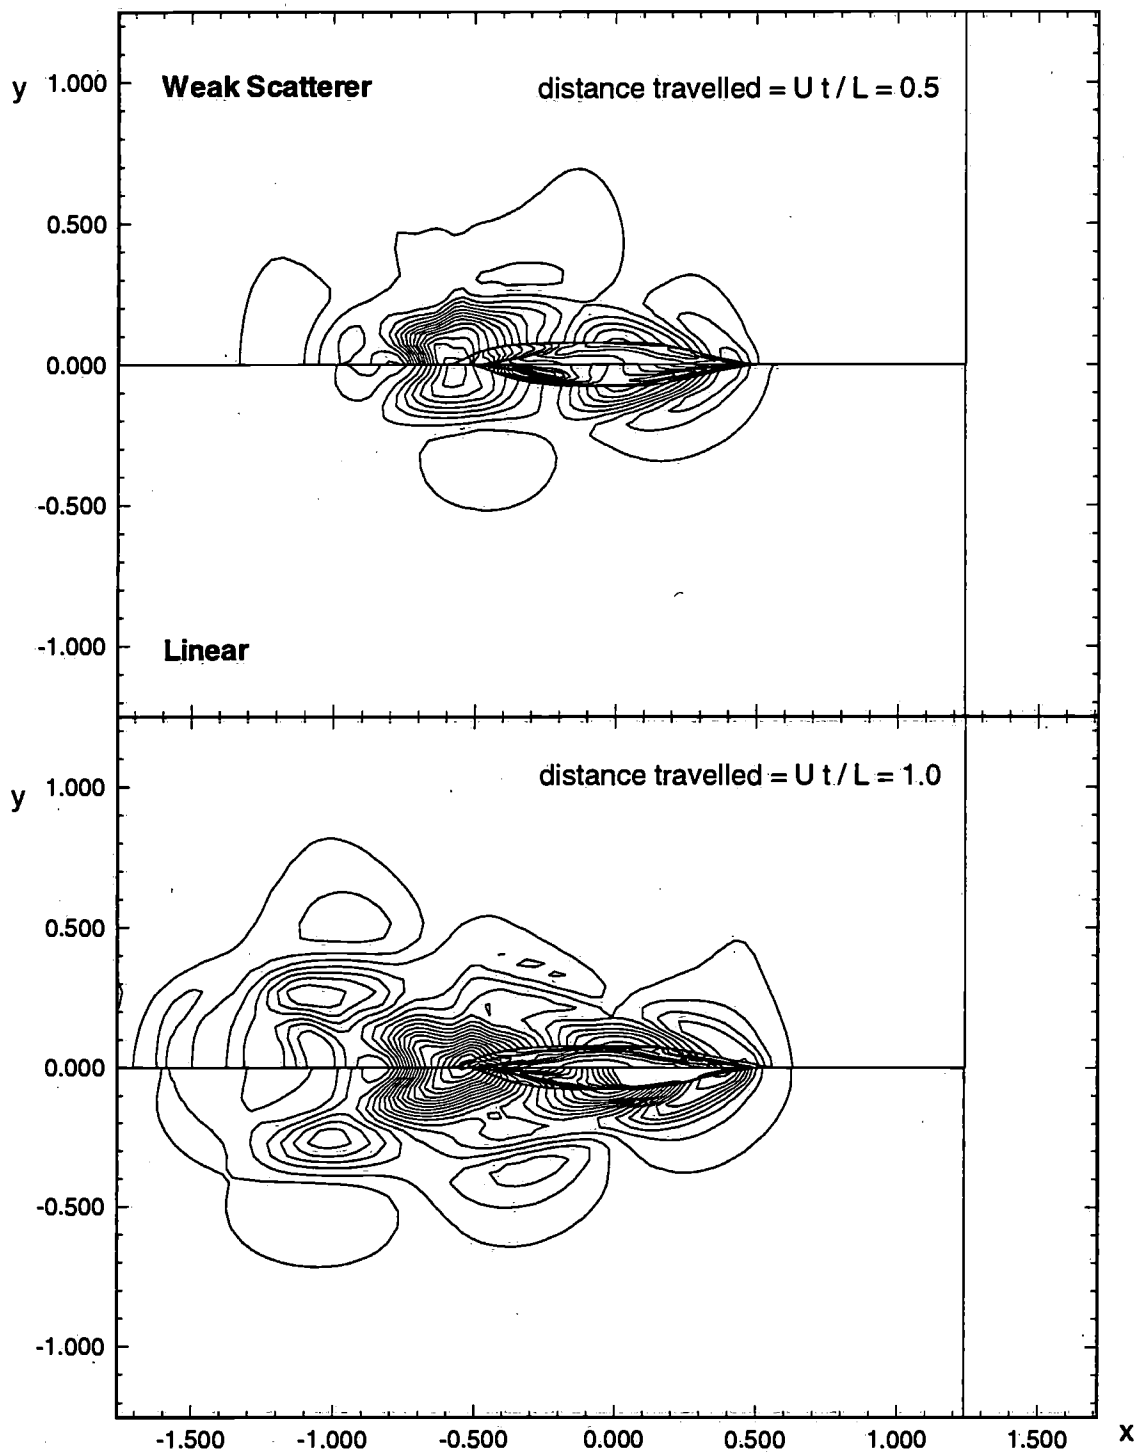 y 1.000 Weak Scatterer distance travelled = U t / L = 0.5
0.500
0.000
-0.500
-1.000 Linear
y 1.000 distance travelled = U t / L = 1.0
0.500
0.000
-0.500
-1.000
-1.500 -1.000 -0.500 0.000 0.500 1.000 1.500 x